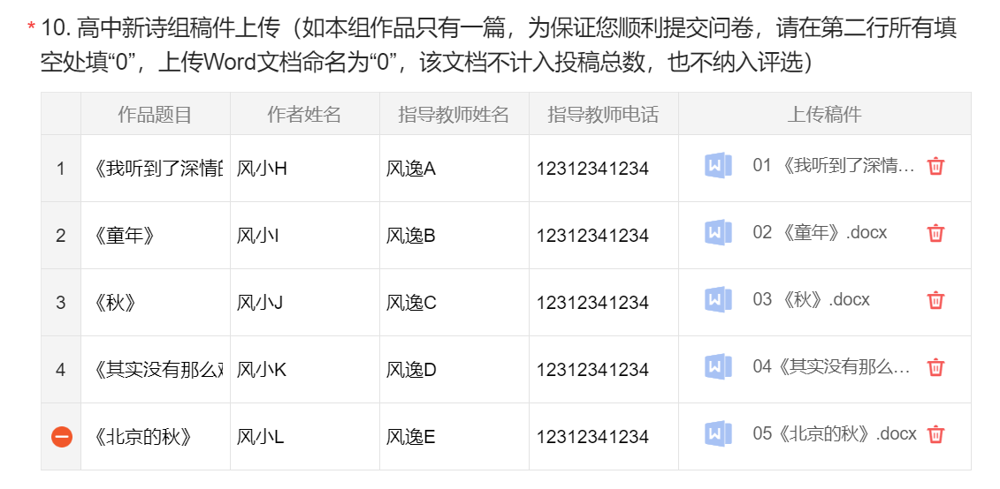 * 10. 高中新诗组稿件上传（如本组作品只有一篇，为保证您顺利提交问卷，请在第二行所有填
空处填“0”，上传Word文档命名为“0”，该文档不计入投稿总数，也不纳入评选）
作品题目 作者姓名 指导教师姓名 指导教师电话 上传稿件
1 《我听到了深情 风小H 风逸A 12312341234 01 《我听到了深情…
2 《童年》 风小I 风逸B 12312341234 02 《童年》.docx
3 《秋》 风小J 风逸C 12312341234 03 《秋》.docx
4 《其实没有那么 风小K 风逸D 12312341234 04《其实没有那么…
《北京的秋》 风小L 风逸E 12312341234 05《北京的秋》.docx